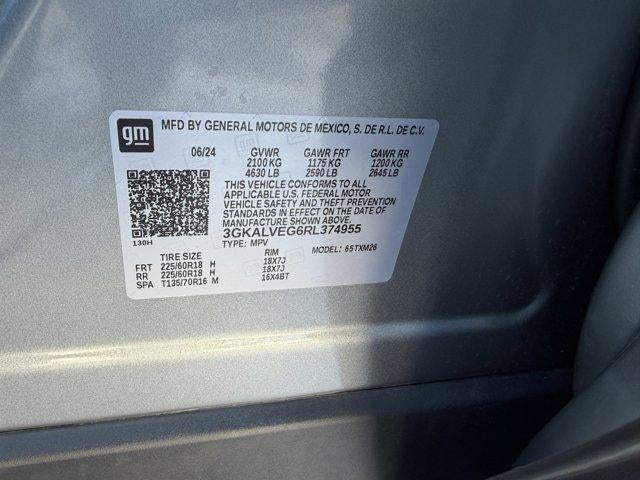 gm MFD BY GENERAL MOTORS DE MEXICO, S. DE R.L. DE C.V.
06/24 GVWR GAWR FRT GAWR RR
2100 KG 1175 KG 1200 KG
4630 LB 2590 LB 2645 LB
THIS VEHICLE CONFORMS TO ALL
APPLICABLE U.S. FEDERAL MOTOR
VEHICLE SAFETY AND THEFT PREVENTION
STANDARDS IN EFFECT ON THE DATE OF
MANUFACTURE SHOWN ABOVE.
3GKALVEG6RL374955
130H TYPE: MPV MODEL: 65TXM26
TIRE SIZE RIM
FRT 225/60R18 H 18X7J
RR 225/60R18 H 18X7J
SPA T135/70R16 M 16X4BT